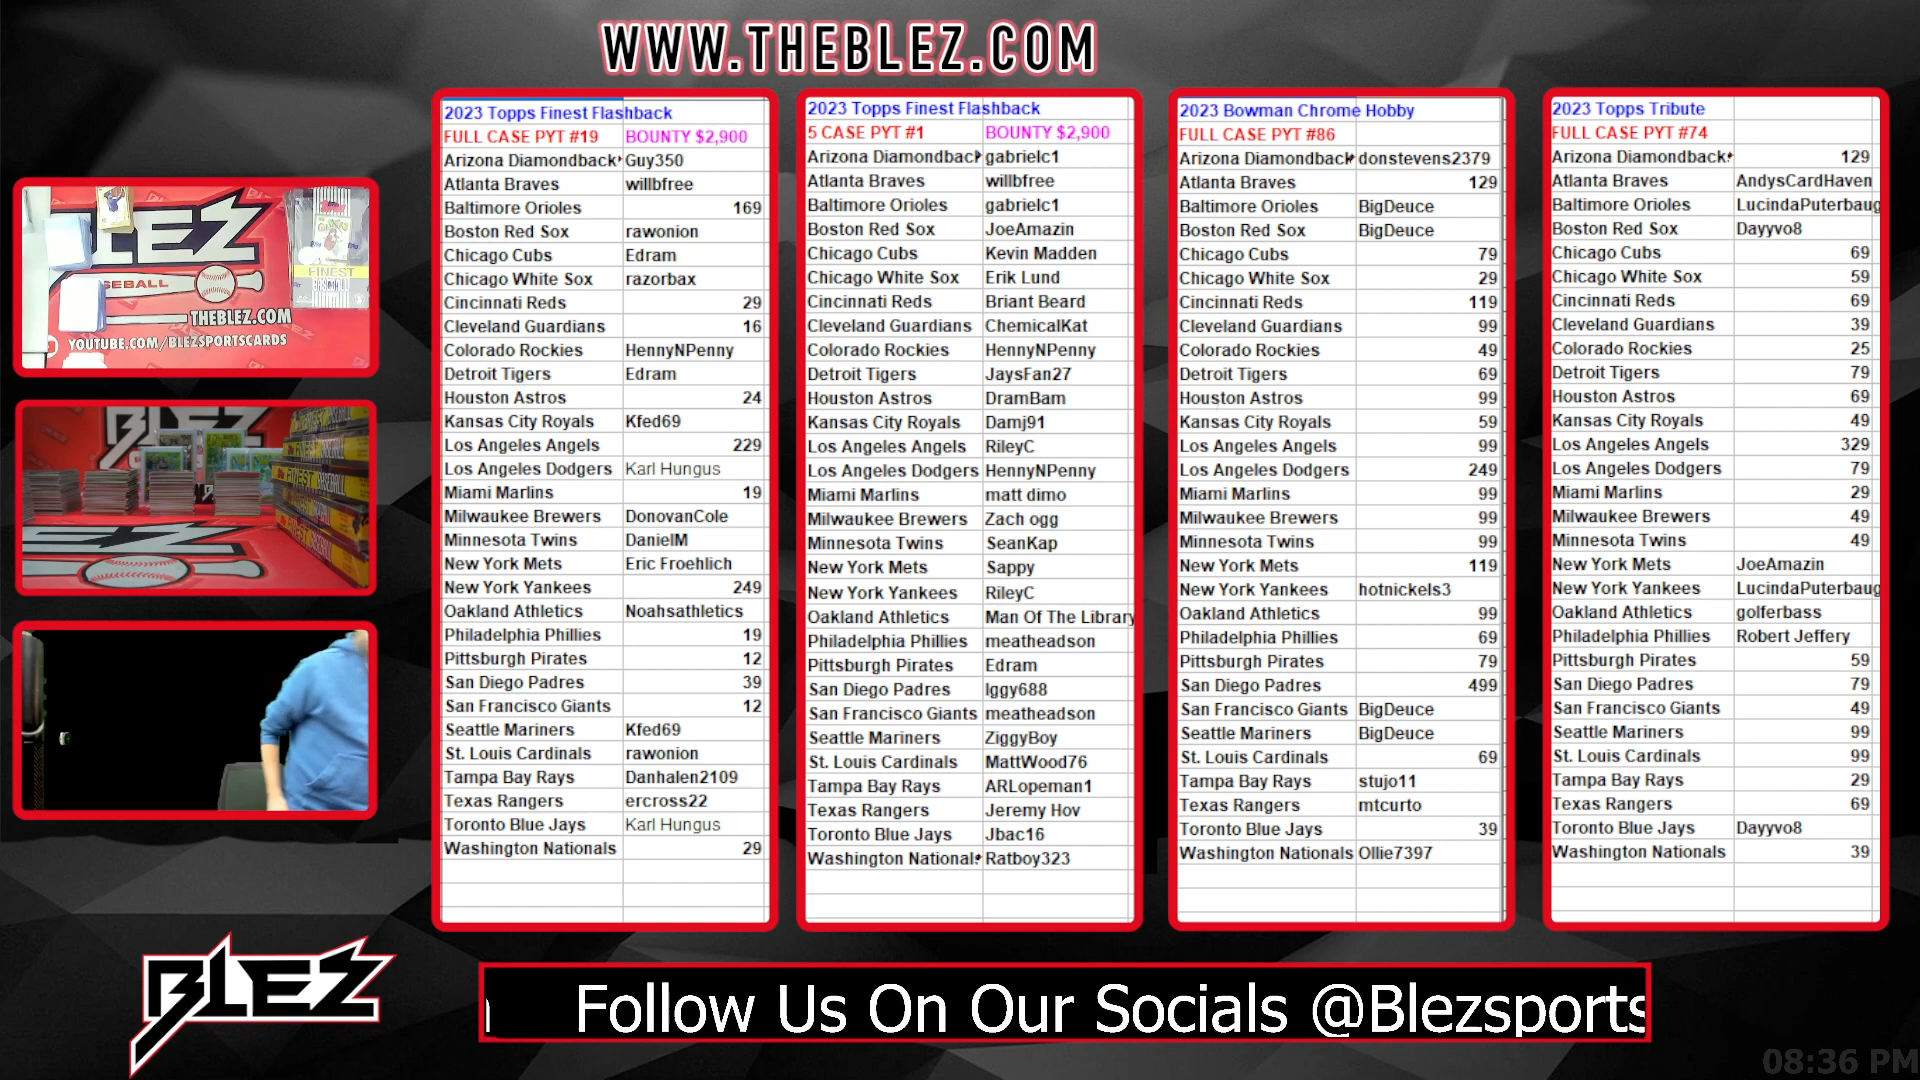 WWW.THEBLEZ.COM
2023 Topps Finest Flashback
FULL CASE PYT #19 BOUNTY $2,900
Arizona Diamondback Guy350
Atlanta Braves willbfree
Baltimore Orioles 169
Boston Red Sox rawonion
Chicago Cubs Edram
Chicago White Sox razorbax
Cincinnati Reds 29
Cleveland Guardians 16
Colorado Rockies HennyNPenny
Detroit Tigers Edram
Houston Astros 24
Kansas City Royals Kfed69
Los Angeles Angels 229
Los Angeles Dodgers Karl Hungus
Miami Marlins 19
Milwaukee Brewers DonovanCole
Minnesota Twins DanielM
New York Mets Eric Froehlich
New York Yankees 249
Oakland Athletics Noahsathletics
Philadelphia Phillies 19
Pittsburgh Pirates 12
San Diego Padres 39
San Francisco Giants 12
Seattle Mariners Kfed69
St. Louis Cardinals rawonion
Tampa Bay Rays Danhalen2109
Texas Rangers ercross22
Toronto Blue Jays Karl Hungus
Washington Nationals 29
2023 Topps Finest Flashback
5 CASE PYT #1 BOUNTY $2,900
Arizona Diamondback gabrielc1
Atlanta Braves willbfree
Baltimore Orioles gabrielc1
Boston Red Sox JoeAmazin
Chicago Cubs Kevin Madden
Chicago White Sox Erik Lund
Cincinnati Reds Briant Beard
Cleveland Guardians ChemicalKat
Colorado Rockies HennyNPenny
Detroit Tigers JaysFan27
Houston Astros DramBam
Kansas City Royals Damj91
Los Angeles Angels RileyC
Los Angeles Dodgers HennyNPenny
Miami Marlins matt dimo
Milwaukee Brewers Zach ogg
Minnesota Twins SeanKap
New York Mets Sappy
New York Yankees RileyC
Oakland Athletics Man Of The Library
Philadelphia Phillies meatheadson
Pittsburgh Pirates Edram
San Diego Padres Iggy688
San Francisco Giants meatheadson
Seattle Mariners ZiggyBoy
St. Louis Cardinals MattWood76
Tampa Bay Rays ARLopeman1
Texas Rangers Jeremy Hov
Toronto Blue Jays Jbac16
Washington Nationals Ratboy323
2023 Bowman Chrome Hobby
FULL CASE PYT #86
Arizona Diamondback donstevens2379
Atlanta Braves 129
Baltimore Orioles BigDeuce
Boston Red Sox BigDeuce
Chicago Cubs 79
Chicago White Sox 29
Cincinnati Reds 119
Cleveland Guardians 99
Colorado Rockies 49
Detroit Tigers 69
Houston Astros 99
Kansas City Royals 59
Los Angeles Angels 99
Los Angeles Dodgers 249
Miami Marlins 99
Milwaukee Brewers 99
Minnesota Twins 99
New York Mets 119
New York Yankees hotnickels3
Oakland Athletics 99
Philadelphia Phillies 69
Pittsburgh Pirates 79
San Diego Padres 499
San Francisco Giants BigDeuce
Seattle Mariners BigDeuce
St. Louis Cardinals 69
Tampa Bay Rays stujo11
Texas Rangers mtcurto
Toronto Blue Jays 39
Washington Nationals Ollie7397
2023 Topps Tribute
FULL CASE PYT #74
Arizona Diamondback 129
Atlanta Braves AndysCardHaven
Baltimore Orioles LucindaPuterbaug
Boston Red Sox Dayyvo8
Chicago Cubs 69
Chicago White Sox 59
Cincinnati Reds 69
Cleveland Guardians 39
Colorado Rockies 25
Detroit Tigers 79
Houston Astros 69
Kansas City Royals 49
Los Angeles Angels 329
Los Angeles Dodgers 79
Miami Marlins 29
Milwaukee Brewers 49
Minnesota Twins 49
New York Mets JoeAmazin
New York Yankees LucindaPuterbaug
Oakland Athletics golferbass
Philadelphia Phillies Robert Jeffery
Pittsburgh Pirates 59
San Diego Padres 79
San Francisco Giants 49
Seattle Mariners 99
St. Louis Cardinals 99
Tampa Bay Rays 29
Texas Rangers 69
Toronto Blue Jays Dayyvo8
Washington Nationals 39
BLEZ
SEBALL
THEBLEZ.COM
YOUTUBE.COM/BLEZSPORTSCARDS
FINEST
BASEBALL
FINEST BASEBALL
BLEZ
Follow Us On Our Socials @Blezsports
08:36 PM